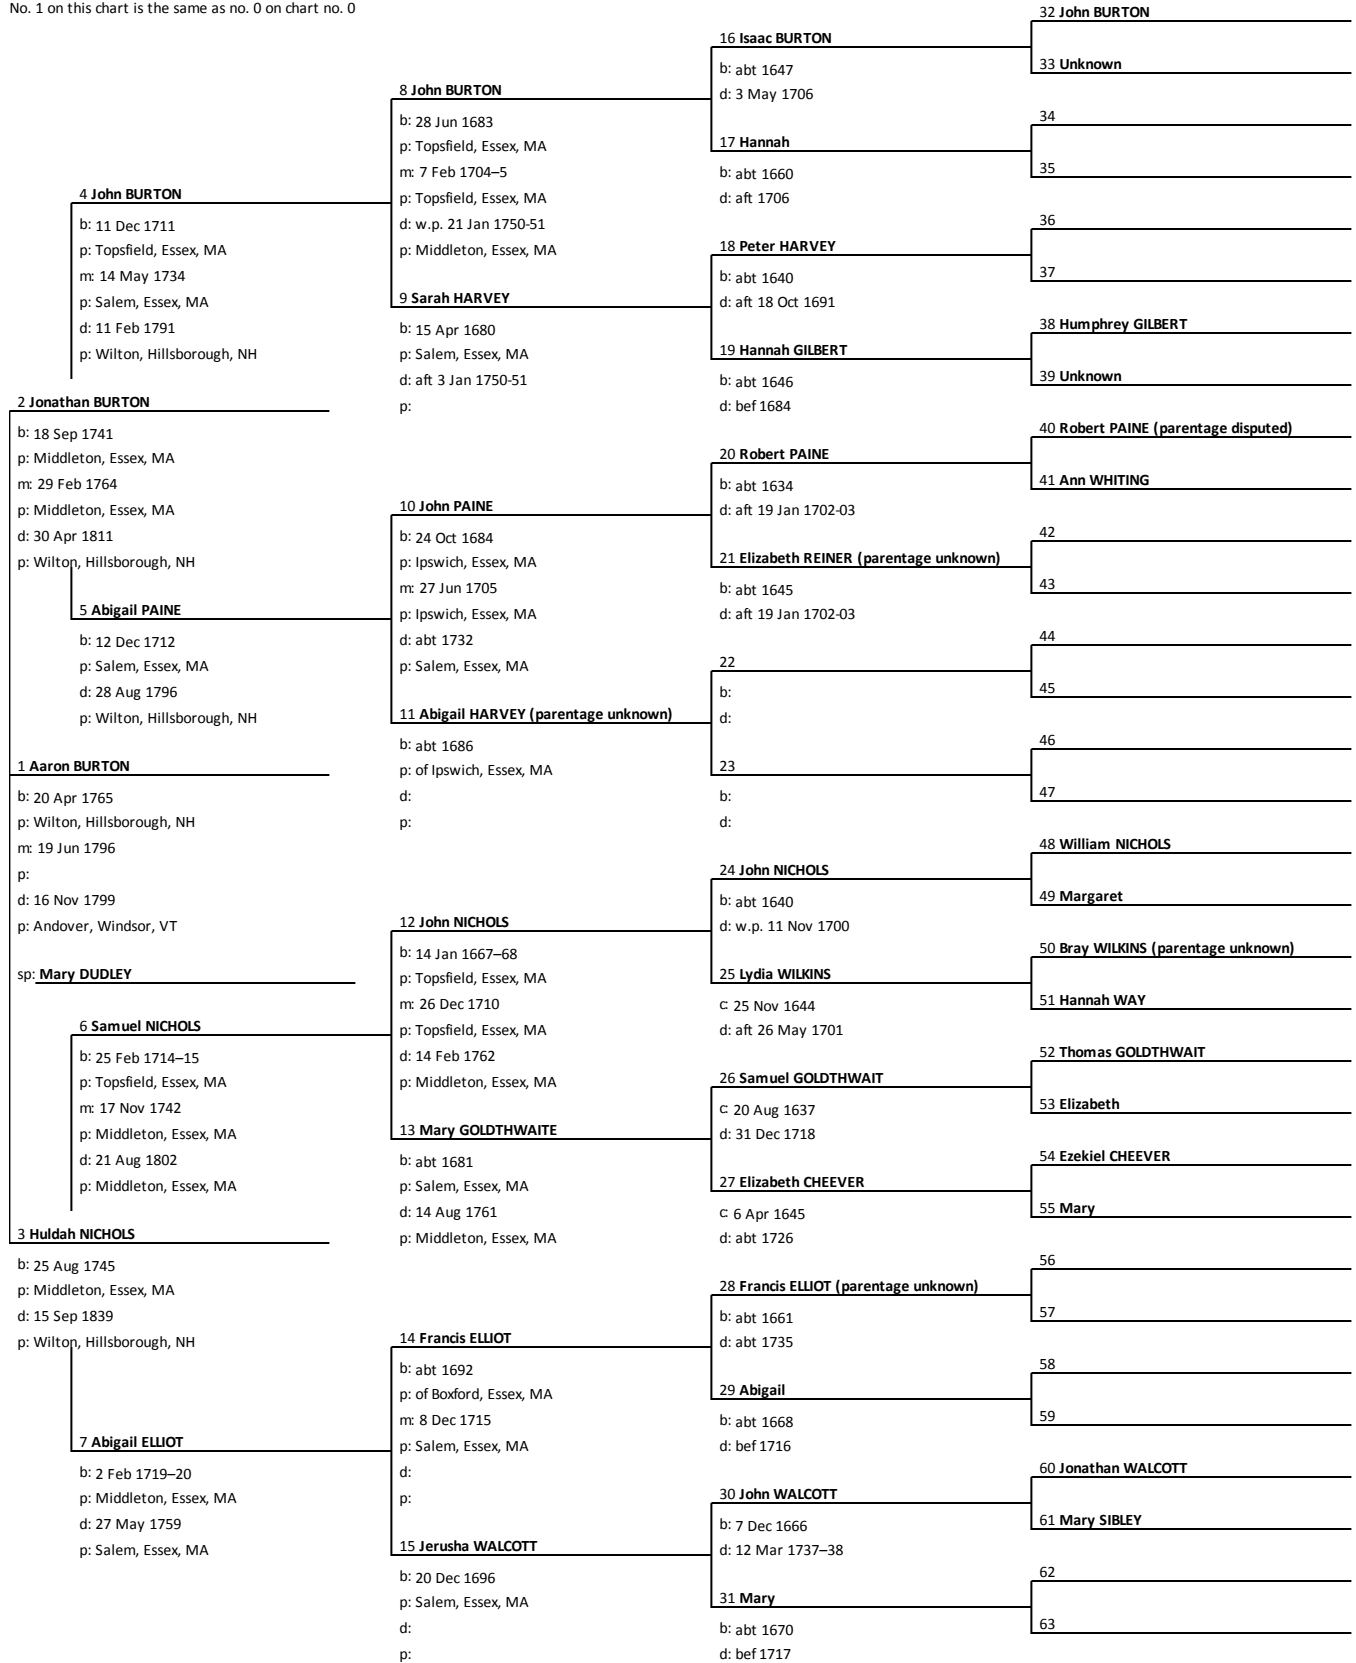 No. 1 on this chart is the same as no. 0 on chart no. 0
32 John BURTON
16 Isaac BURTON
b: abt 1647
d: 3 May 1706
33 Unknown
8 John BURTON
b: 28 Jun 1683
p: Topsfield, Essex, MA
m: 7 Feb 1704–5
p: Topsfield, Essex, MA
d: w.p. 21 Jan 1750-51
p: Middleton, Essex, MA
34
17 Hannah
b: abt 1660
d: aft 1706
35
4 John BURTON
b: 11 Dec 1711
p: Topsfield, Essex, MA
m: 14 May 1734
p: Salem, Essex, MA
d: 11 Feb 1791
p: Wilton, Hillsborough, NH
36
18 Peter HARVEY
b: abt 1640
d: aft 18 Oct 1691
37
9 Sarah HARVEY
b: 15 Apr 1680
p: Salem, Essex, MA
d: aft 3 Jan 1750-51
p:
38 Humphrey GILBERT
19 Hannah GILBERT
b: abt 1646
d: bef 1684
39 Unknown
2 Jonathan BURTON
b: 18 Sep 1741
p: Middleton, Essex, MA
m: 29 Feb 1764
p: Middleton, Essex, MA
d: 30 Apr 1811
p: Wilton, Hillsborough, NH
40 Robert PAINE (parentage disputed)
20 Robert PAINE
b: abt 1634
d: aft 19 Jan 1702-03
41 Ann WHITING
10 John PAINE
b: 24 Oct 1684
p: Ipswich, Essex, MA
m: 27 Jun 1705
p: Ipswich, Essex, MA
d: abt 1732
p: Salem, Essex, MA
42
21 Elizabeth REINER (parentage unknown)
b: abt 1645
d: aft 19 Jan 1702-03
43
5 Abigail PAINE
b: 12 Dec 1712
p: Salem, Essex, MA
d: 28 Aug 1796
p: Wilton, Hillsborough, NH
44
22
b:
d:
45
11 Abigail HARVEY (parentage unknown)
b: abt 1686
p: of Ipswich, Essex, MA
d:
p:
46
23
b:
d:
47
1 Aaron BURTON
b: 20 Apr 1765
p: Wilton, Hillsborough, NH
m: 19 Jun 1796
p:
d: 16 Nov 1799
p: Andover, Windsor, VT
sp: Mary DUDLEY
48 William NICHOLS
24 John NICHOLS
b: abt 1640
d: w.p. 11 Nov 1700
49 Margaret
12 John NICHOLS
b: 14 Jan 1667–68
p: Topsfield, Essex, MA
m: 26 Dec 1710
p: Topsfield, Essex, MA
d: 14 Feb 1762
p: Middleton, Essex, MA
50 Bray WILKINS (parentage unknown)
25 Lydia WILKINS
c: 25 Nov 1644
d: aft 26 May 1701
51 Hannah WAY
6 Samuel NICHOLS
b: 25 Feb 1714–15
p: Topsfield, Essex, MA
m: 17 Nov 1742
p: Middleton, Essex, MA
d: 21 Aug 1802
p: Middleton, Essex, MA
52 Thomas GOLDTHWAIT
26 Samuel GOLDTHWAIT
c: 20 Aug 1637
d: 31 Dec 1718
53 Elizabeth
13 Mary GOLDTHWAITE
b: abt 1681
p: Salem, Essex, MA
d: 14 Aug 1761
p: Middleton, Essex, MA
54 Ezekiel CHEEVER
27 Elizabeth CHEEVER
c: 6 Apr 1645
d: abt 1726
55 Mary
3 Huldah NICHOLS
b: 25 Aug 1745
p: Middleton, Essex, MA
d: 15 Sep 1839
p: Wilton, Hillsborough, NH
56
28 Francis ELLIOT (parentage unknown)
b: abt 1661
d: abt 1735
57
14 Francis ELLIOT
b: abt 1692
p: of Boxford, Essex, MA
m: 8 Dec 1715
p: Salem, Essex, MA
d:
p:
58
29 Abigail
b: abt 1668
d: bef 1716
59
7 Abigail ELLIOT
b: 2 Feb 1719–20
p: Middleton, Essex, MA
d: 27 May 1759
p: Salem, Essex, MA
60 Jonathan WALCOTT
30 John WALCOTT
b: 7 Dec 1666
d: 12 Mar 1737–38
61 Mary SIBLEY
15 Jerusha WALCOTT
b: 20 Dec 1696
p: Salem, Essex, MA
d:
p:
62
31 Mary
b: abt 1670
d: bef 1717
63